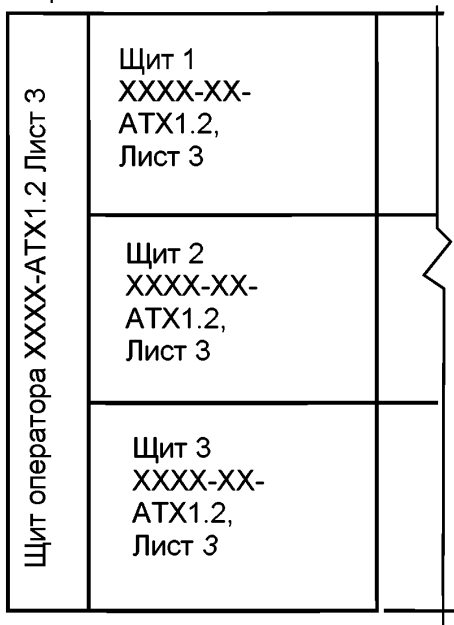 Щит оператора XXXX-АТХ1.2 Лист 3
Щит 1
XXXX-XX-
АТХ1.2,
Лист 3
Щит 2
XXXX-XX-
АТХ1.2,
Лист 3
Щит 3
XXXX-XX-
АТХ1.2,
Лист 3